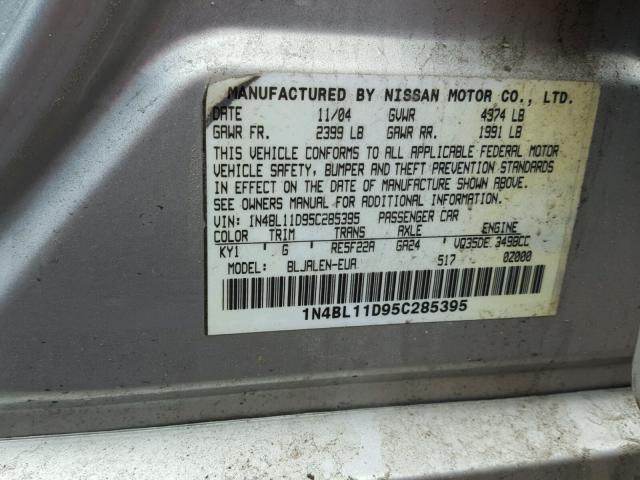 MANUFACTURED BY NISSAN MOTOR CO., LTD.
DATE 11/04 GVWR 4374 LB
GAWR FR. 2399 LB GAWR RR. 1991 LB
THIS VEHICLE CONFORMS TO ALL APPLICABLE FEDERAL MOTOR
VEHICLE SAFETY, BUMPER AND THEFT PREVENTION STANDARDS
IN EFFECT ON THE DATE OF MANUFACTURE SHOWN ABOVE.
SEE OWNERS MANUAL FOR ADDITIONAL INFORMATION.
VIN: 1N4BL11D95C285395 PASSENGER CAR
COLOR TRIM TRANS AXLE ENGINE
KY1 G RE5F22A GA24 VQ35DE 3498CC
MODEL: BLJALEN-EUA 517 0Z000
1N4BL11D95C285395